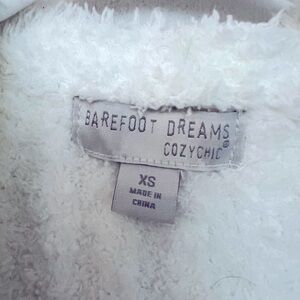 BAREFOOT DREAMS
COZYCHIC®
XS
MADE IN
CHINA